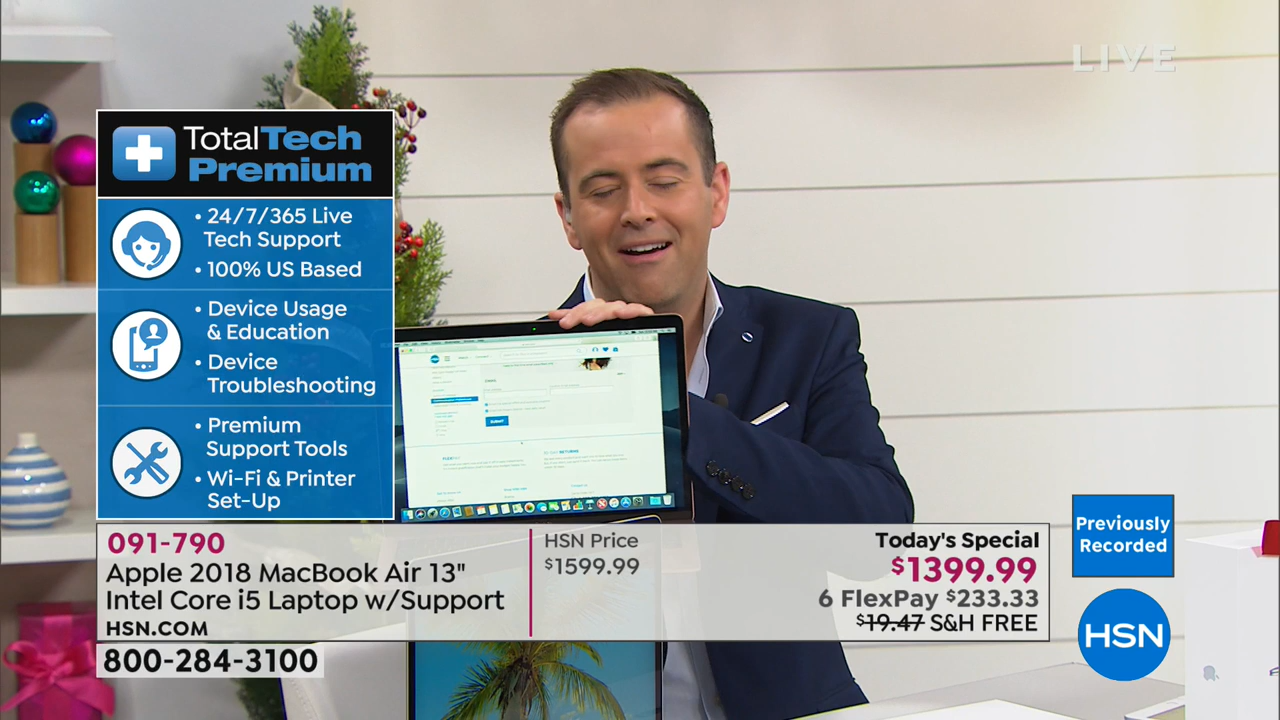 LIVE
TotalTech
Premium
• 24/7/365 Live
Tech Support
• 100% US Based
• Device Usage
& Education
• Device
Troubleshooting
• Premium
Support Tools
• Wi-Fi & Printer
Set-Up
HSN
SUBMIT
RETURNS
091-790
Apple 2018 MacBook Air 13"
Intel Core i5 Laptop w/Support
HSN.COM
800-284-3100
HSN Price
$1599.99
Today's Special
$1399.99
6 FlexPay $233.33
$19.47 S&H FREE
Previously
Recorded
HSN